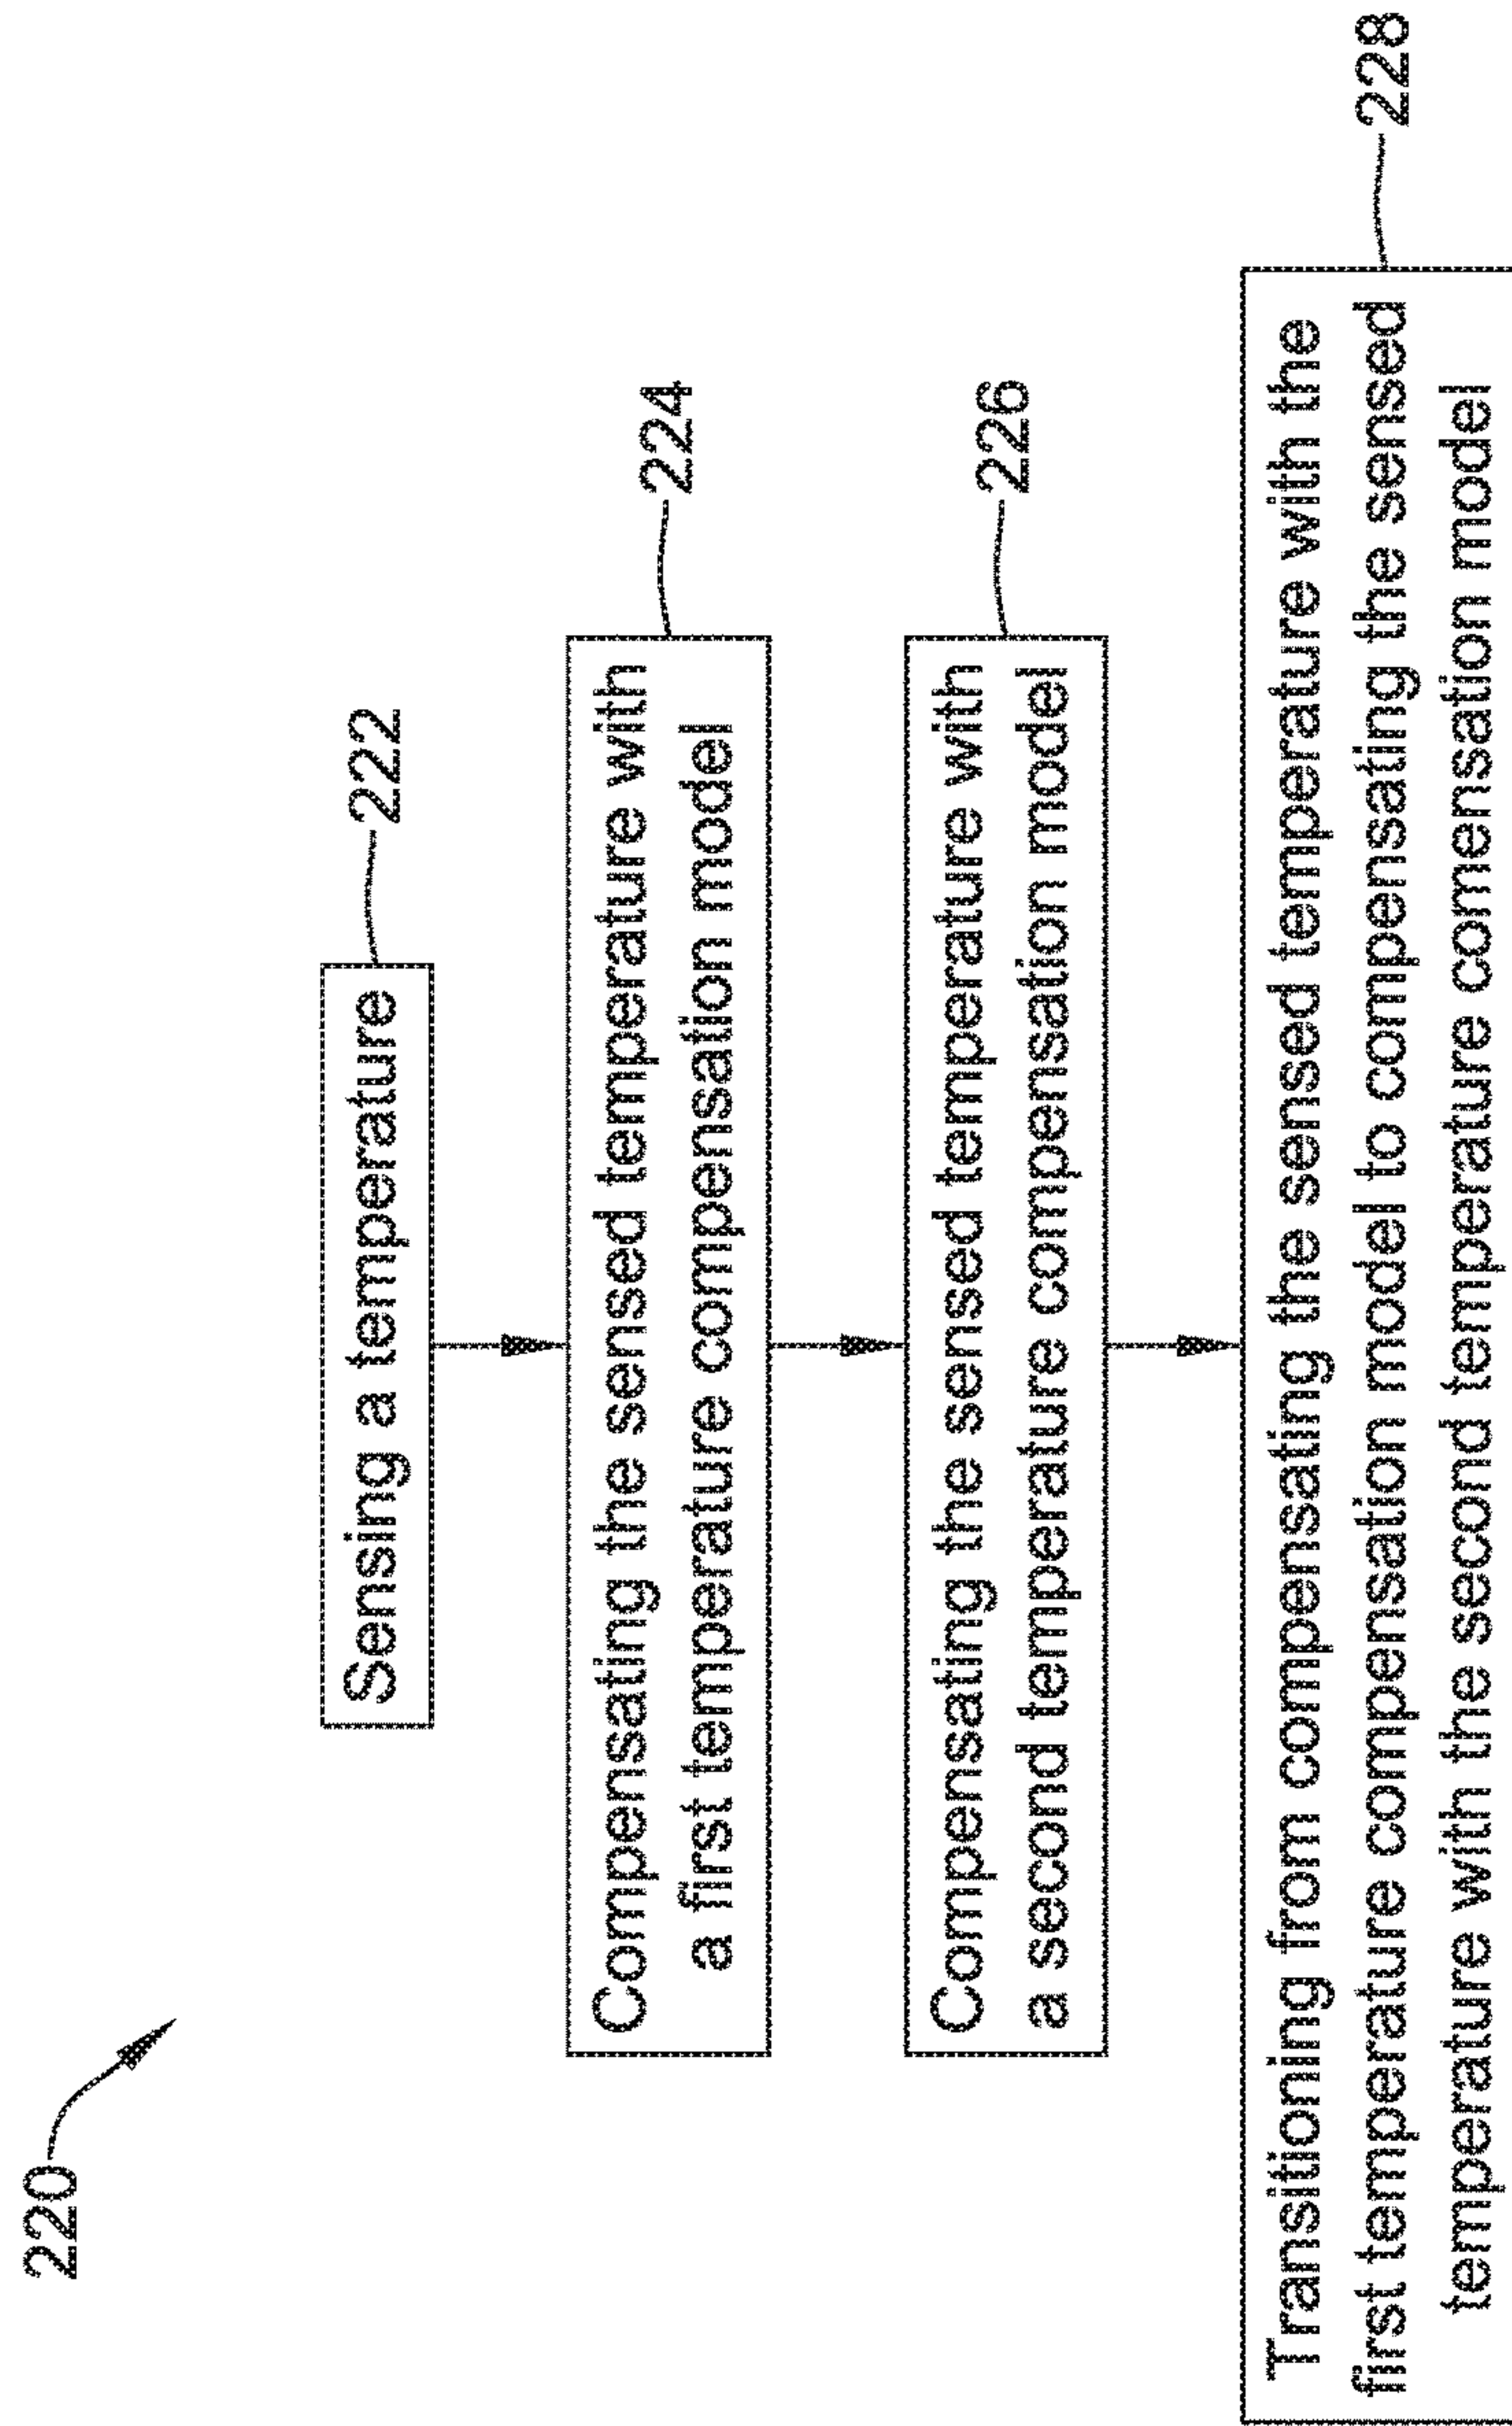 220
Sensing a temperature
222
Compensating the sensed temperature with
a first temperature compensation model
224
Compensating the sensed temperature with
a second temperature compensation model
226
Transitioning from compensating the sensed temperature with the
first temperature compensation model to compensating the sensed
temperature with the second temperature comensation model
228